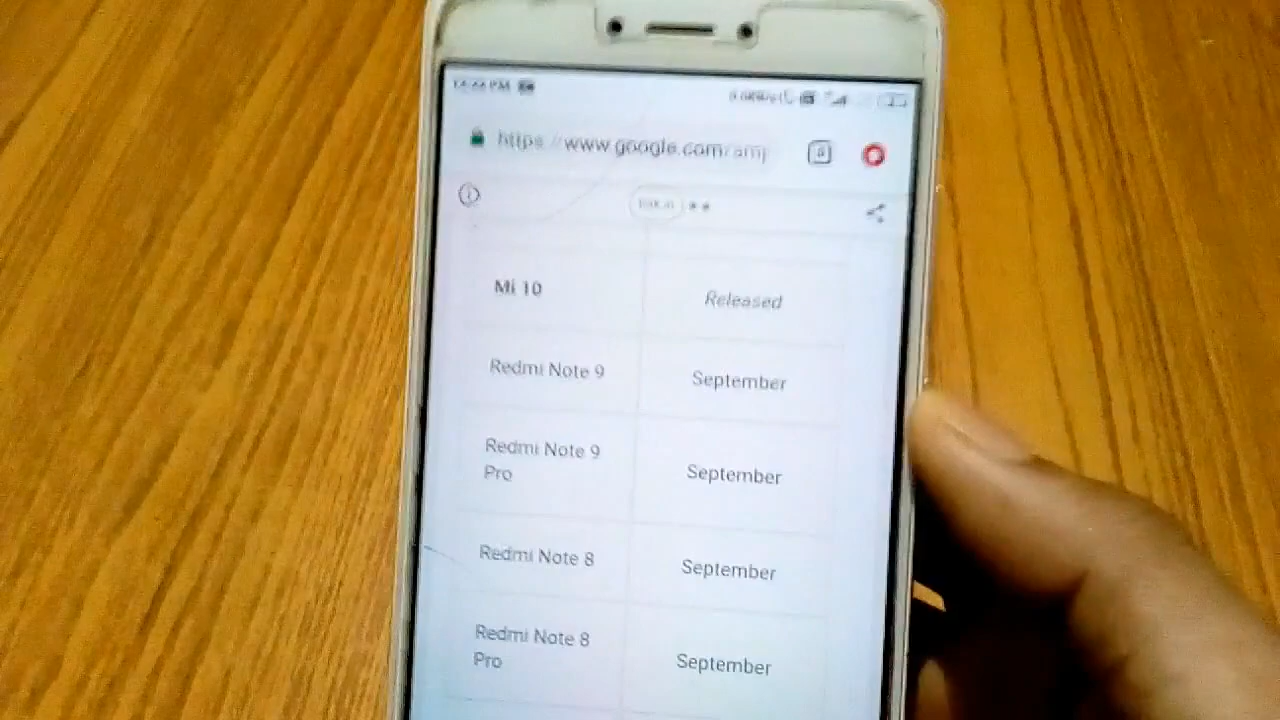 https://www.google.com/amp
Mi 10
Released
Redmi Note 9
September
Redmi Note 9
Pro
September
Redmi Note 8
September
Redmi Note 8
Pro
September